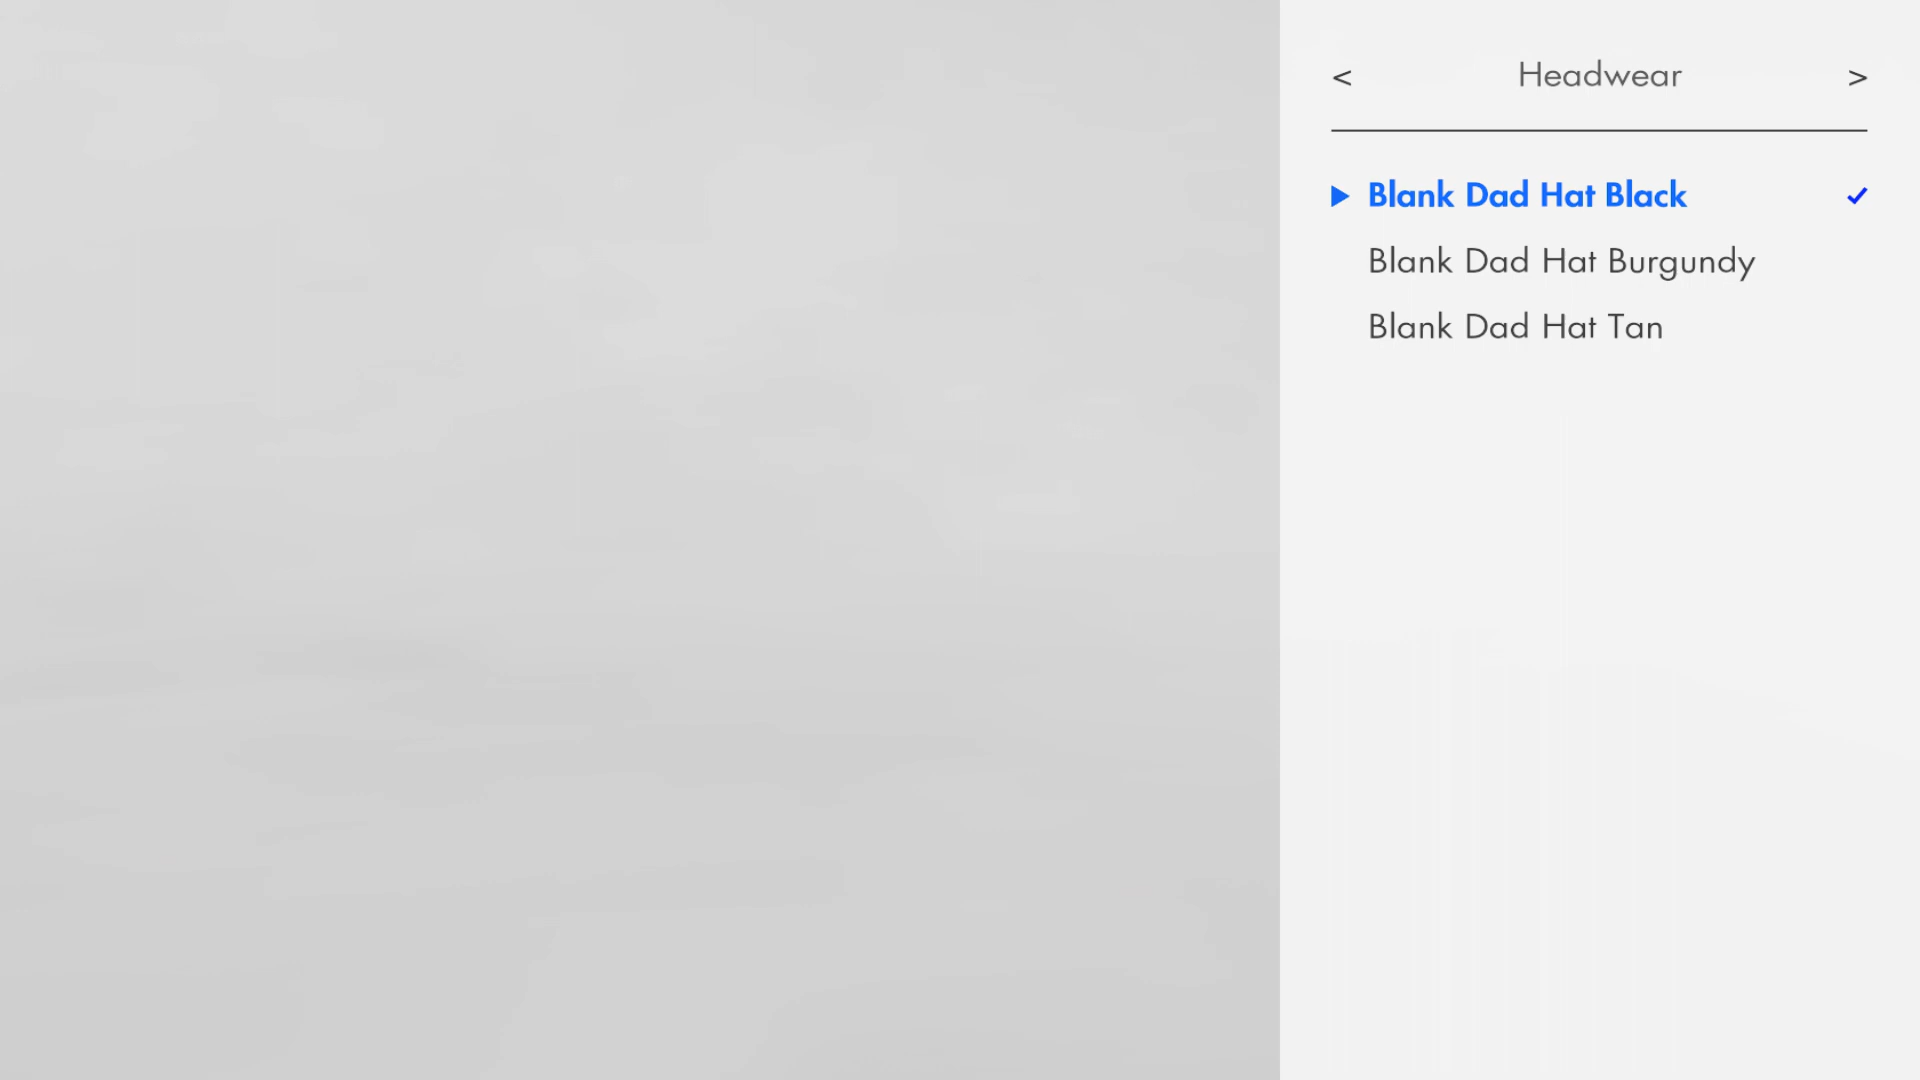 < Headwear >
Blank Dad Hat Black
Blank Dad Hat Burgundy
Blank Dad Hat Tan